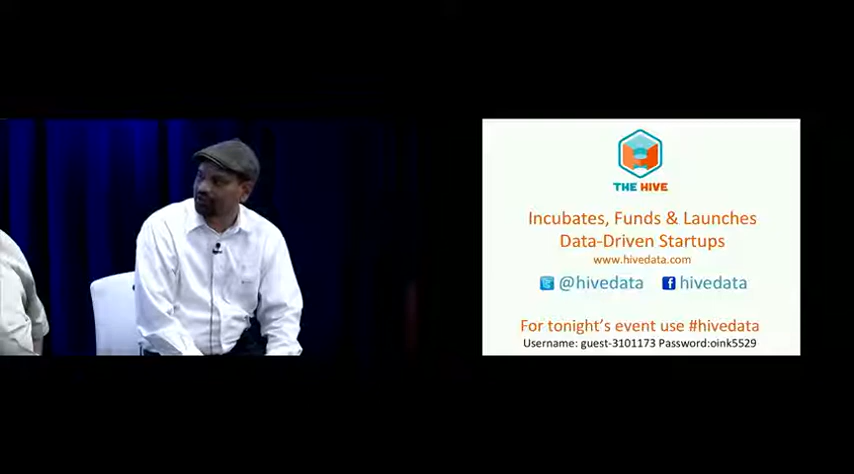 THE HIVE
Incubates, Funds & Launches
Data-Driven Startups
www.hivedata.com
@hivedata f hivedata
For tonight's event use #hivedata
Username: guest-3101173 Password:oink5529